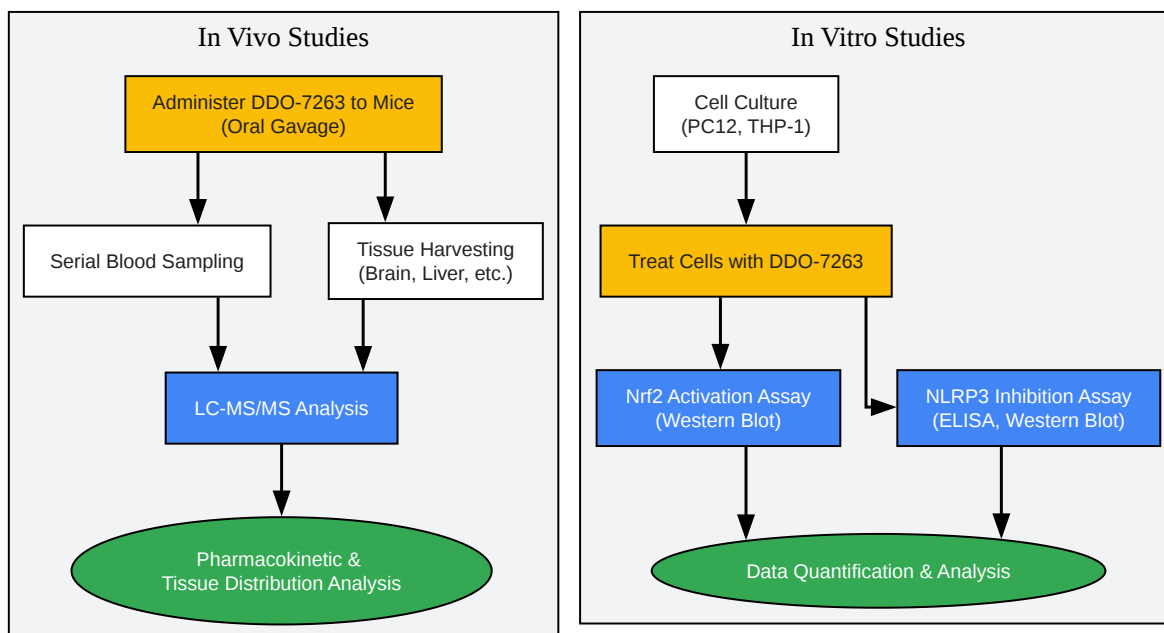 In Vivo Studies
Administer DDO-7263 to Mice
(Oral Gavage)
Serial Blood Sampling
Tissue Harvesting
(Brain, Liver, etc.)
LC-MS/MS Analysis
Pharmacokinetic &
Tissue Distribution Analysis
In Vitro Studies
Cell Culture
(PC12, THP-1)
Treat Cells with DDO-7263
Nrf2 Activation Assay
(Western Blot)
NLRP3 Inhibition Assay
(ELISA, Western Blot)
Data Quantification & Analysis